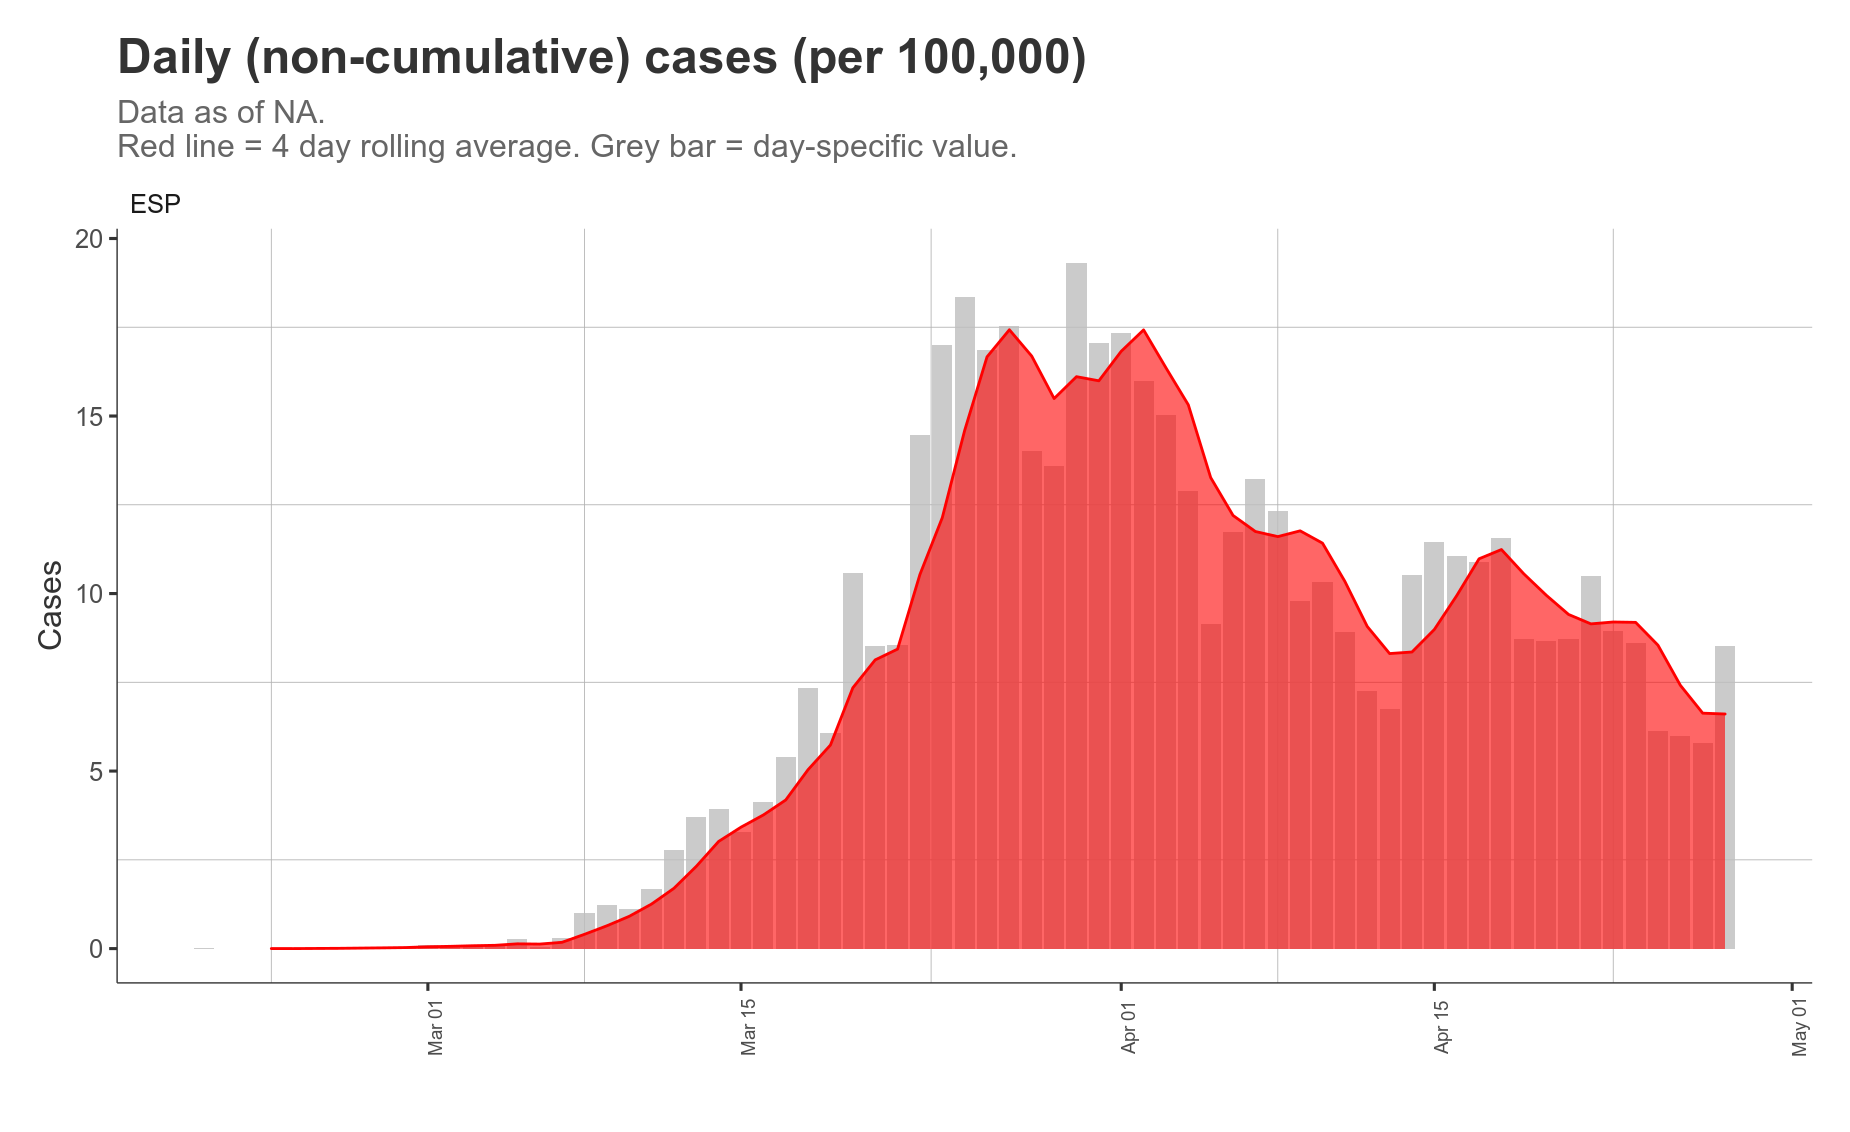 Daily (non-cumulative) cases (per 100,000)
Data as of NA.
Red line = 4 day rolling average. Grey bar = day-specific value.
ESP
20
15
10
5
0
Cases
Mar 01
Mar 15
Apr 01
Apr 15
May 01